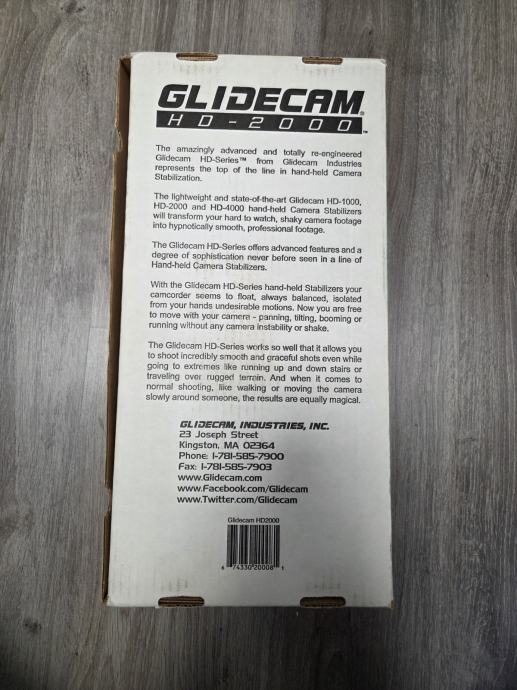 GLIDECAM®
HD-2000™
The amazingly advanced and totally re-engineered
Glidecam HD-Series™ from Glidecam Industries
represents the top of the line in hand-held Camera
Stabilization.
The lightweight and state-of-the-art Glidecam HD-1000,
HD-2000 and HD-4000 hand-held Camera Stabilizers
will transform your hard to watch, shaky camera footage
into hypnotically smooth, professional footage.
The Glidecam HD-Series offers advanced features and a
degree of sophistication never before seen in a line of
Hand-held Camera Stabilizers.
With the Glidecam HD-Series hand-held Stabilizers your
camcorder seems to float, always balanced, isolated
from your hands undesirable motions. Now you are free
to move with your camera - panning, tilting, booming or
running without any camera instability or shake.
The Glidecam HD-Series works so well that it allows you
to shoot incredibly smooth and graceful shots even while
going to extremes like running up and down stairs or
traveling over rugged terrain. And when it comes to
normal shooting, like walking or moving the camera
slowly around someone, the results are equally magical.
GLIDECAM, INDUSTRIES, INC.
23 Joseph Street
Kingston, MA 02364
Phone: 1-781-585-7900
Fax: 1-781-585-7903
www.Glidecam.com
www.Facebook.com/Glidecam
www.Twitter.com/Glidecam
Glidecam HD2000
6 74330 20008 1